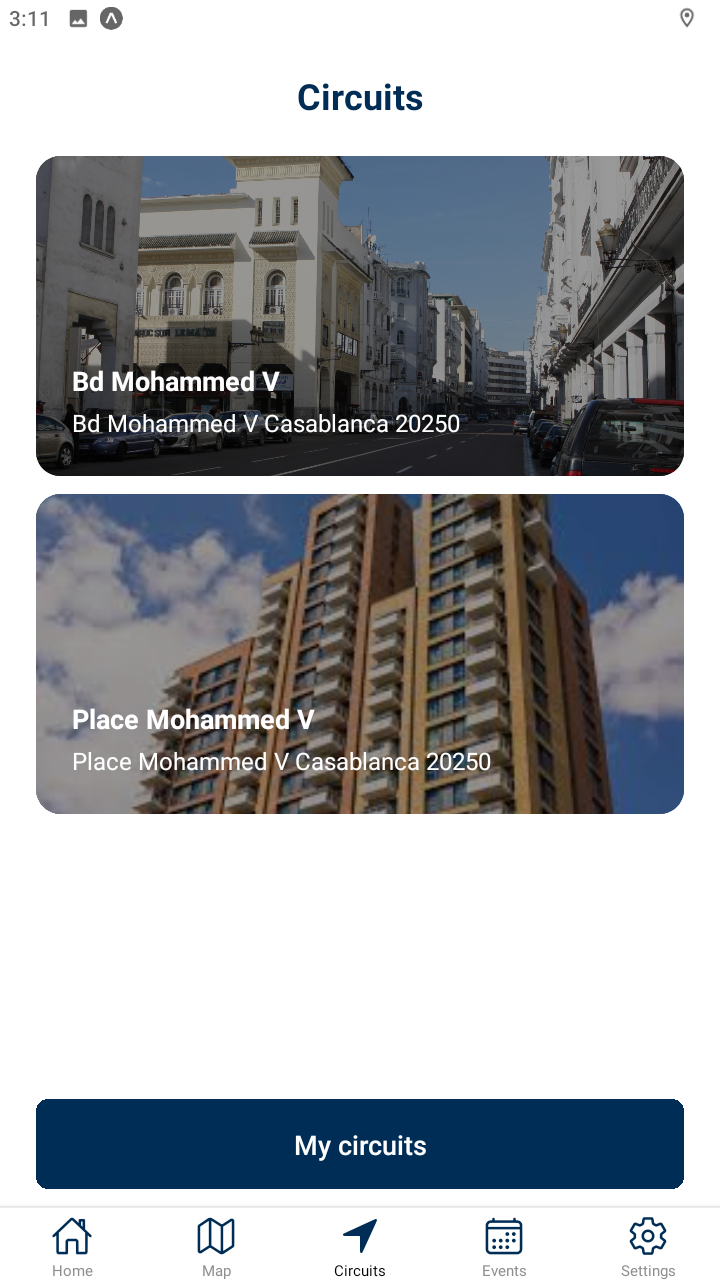 3:11
Circuits
Bd Mohammed V
Bd Mohammed V Casablanca 20250
Place Mohammed V
Place Mohammed V Casablanca 20250
My circuits
Home
Map
Circuits
Events
Settings